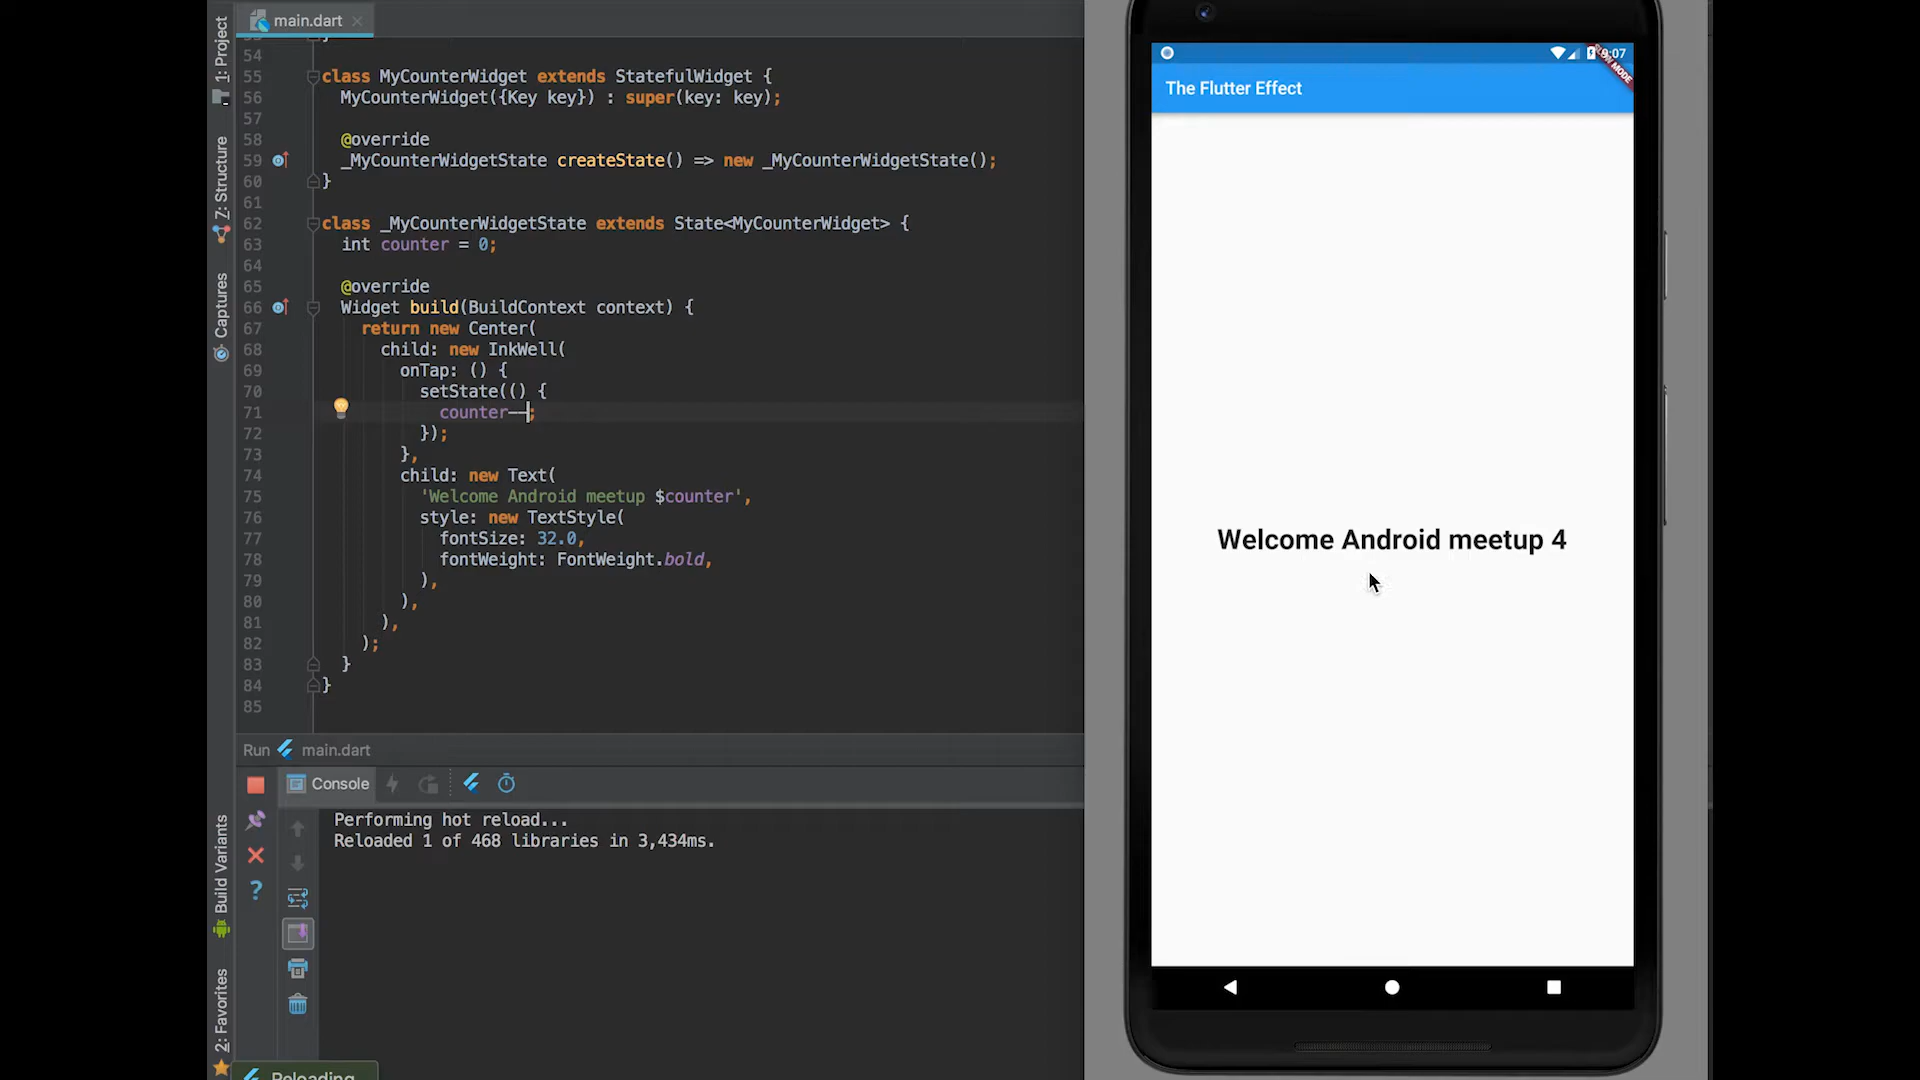 main.dart
1: Project
Z: Structure
Captures
Build Variants
2: Favorites
54
55 class MyCounterWidget extends StatefulWidget {
56 MyCounterWidget({Key key}) : super(key: key);
57
58 @override
59 _MyCounterWidgetState createState() => new _MyCounterWidgetState();
60 }
61
62 class _MyCounterWidgetState extends State<MyCounterWidget> {
63 int counter = 0;
64
65 @override
66 Widget build(BuildContext context) {
67 return new Center(
68 child: new InkWell(
69 onTap: () {
70 setState(() {
71 counter--;
72 });
73 },
74 child: new Text(
75 'Welcome Android meetup $counter',
76 style: new TextStyle(
77 fontSize: 32.0,
78 fontWeight: FontWeight.bold,
79 ),
80 ),
81 ),
82 );
83 }
84 }
85
Run main.dart
Console
Performing hot reload...
Reloaded 1 of 468 libraries in 3,434ms.
Reloading
9:07
The Flutter Effect
Welcome Android meetup 4